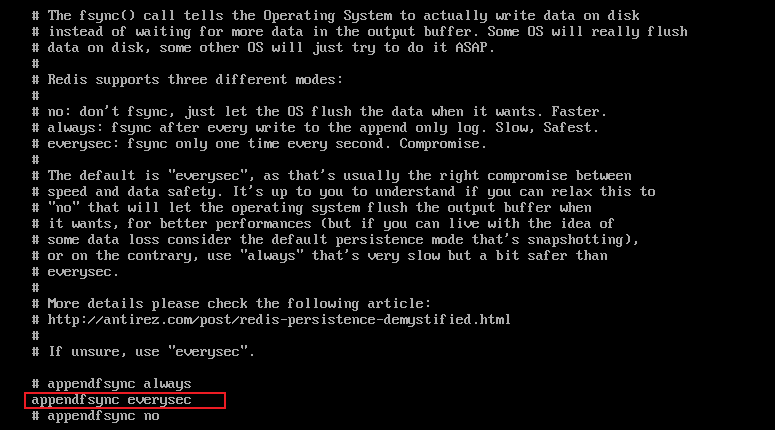 # The fsync() call tells the Operating System to actually write data on disk
# instead of waiting for more data in the output buffer. Some OS will really flush
# data on disk, some other OS will just try to do it ASAP.
#
# Redis supports three different modes:
#
# no: don't fsync, just let the OS flush the data when it wants. Faster.
# always: fsync after every write to the append only log. Slow, Safest.
# everysec: fsync only one time every second. Compromise.
#
# The default is "everysec", as that's usually the right compromise between
# speed and data safety. It's up to you to understand if you can relax this to
# "no" that will let the operating system flush the output buffer when
# it wants, for better performances (but if you can live with the idea of
# some data loss consider the default persistence mode that's snapshotting),
# or on the contrary, use "always" that's very slow but a bit safer than
# everysec.
#
# More details please check the following article:
# http://antirez.com/post/redis-persistence-demystified.html
#
# If unsure, use "everysec".
# appendfsync always
appendfsync everysec
# appendfsync no